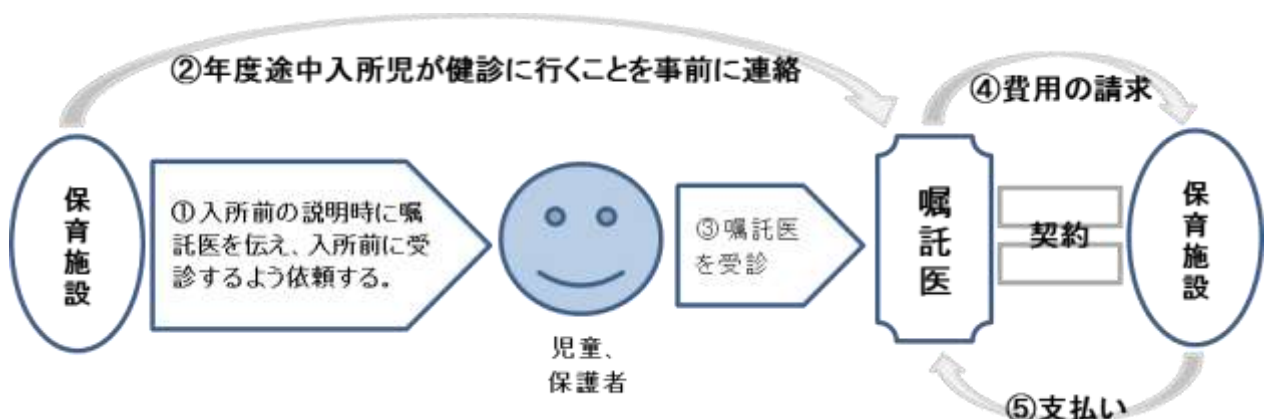 ②年度途中入所児が健診に行くことを事前に連絡
④費用の請求
保育施設
①入所前の説明時に嘱
託医を伝え、入所前に受
診するよう依頼する。
③嘱託医
を受診
嘱託医
契約
保育施設
児童、
保護者
⑤支払い